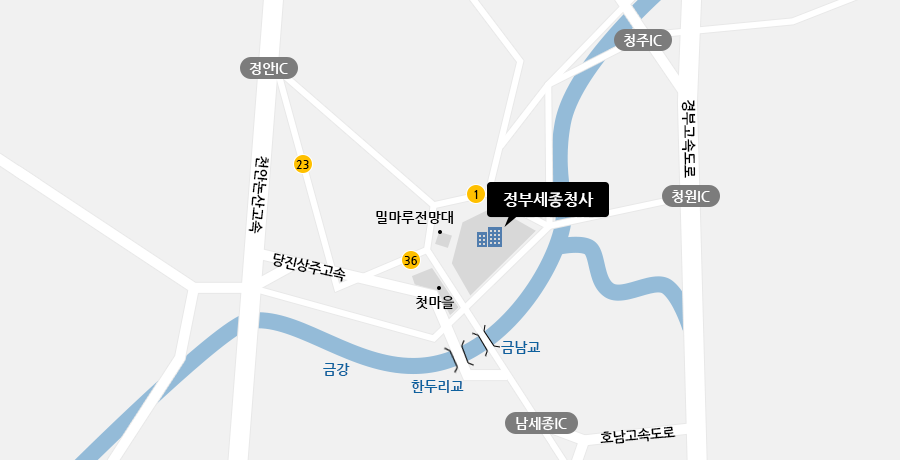 청주IC
경안IC
경부고속도로
23
천안논산고속
1
정부세종청사
청원IC
밀마루전망대
36
당진상주고속
첫마을
금남교
금강
한두리교
남세종IC
호남고속도로